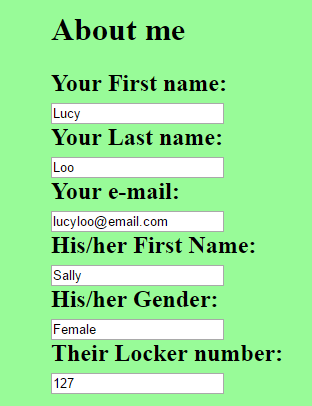 About me
Your First name:
Lucy
Your Last name:
Loo
Your e-mail:
lucyloo@email.com
His/her First Name:
Sally
His/her Gender:
Female
Their Locker number:
127